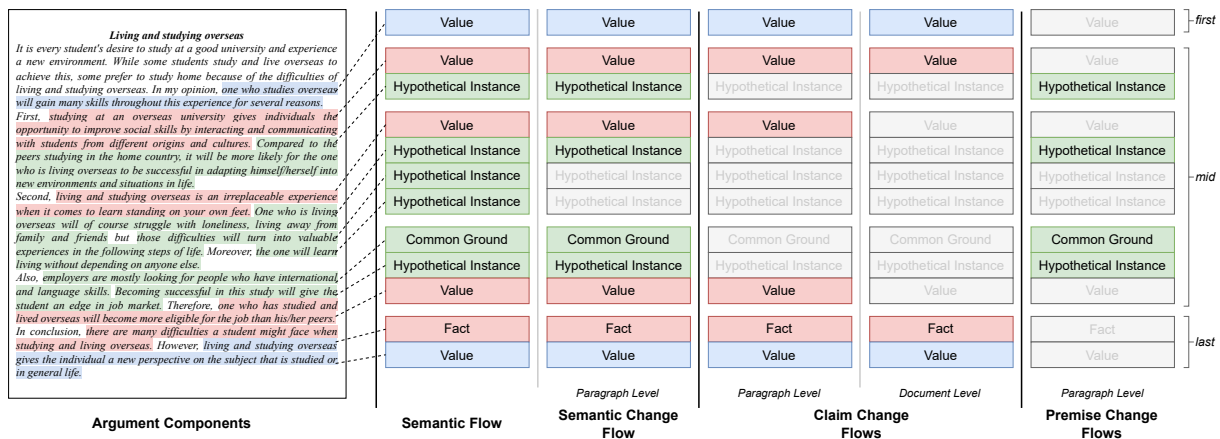 Living and studying overseas
It is every student's desire to study at a good university and experience
a new environment. While some students study and live overseas to
achieve this, some prefer to study home because of the difficulties of
living and studying overseas. In my opinion, one who studies overseas
will gain many skills throughout this experience for several reasons.
First, studying at an overseas university gives individuals the
opportunity to improve social skills by interacting and communicating
with students from different origins and cultures. Compared to the
peers studying in the home country, it will be more likely for the one
who is living overseas to be successful in adapting himself/herself into
new environments and situations in life.
Second, living and studying overseas is an irreplaceable experience
when it comes to learn standing on your own feet. One who is living
overseas will of course struggle with loneliness, living away from
family and friends but those difficulties will turn into valuable
experiences in the following steps of life. Moreover, the one will learn
living without depending on anyone else.
Also, employers are mostly looking for people who have international
and language skills. Becoming successful in this study will give the
student an edge in job market. Therefore, one who has studied and
lived overseas will become more eligible for the job than his/her peers.
In conclusion, there are many difficulties a student might face when
studying and living overseas. However, living and studying overseas
gives the individual a new perspective on the subject that is studied or
in general life.
Argument Components
Value
Value
Hypothetical Instance
Value
Hypothetical Instance
Hypothetical Instance
Hypothetical Instance
Common Ground
Hypothetical Instance
Value
Fact
Value
Semantic Flow
Value
Value
Hypothetical Instance
Value
Hypothetical Instance
Hypothetical Instance
Hypothetical Instance
Common Ground
Hypothetical Instance
Value
Fact
Value
Paragraph Level
Semantic Change
Flow
Value
Value
Hypothetical Instance
Value
Hypothetical Instance
Hypothetical Instance
Hypothetical Instance
Common Ground
Hypothetical Instance
Value
Fact
Value
Paragraph Level
Value
Value
Hypothetical Instance
Value
Hypothetical Instance
Hypothetical Instance
Hypothetical Instance
Common Ground
Hypothetical Instance
Value
Fact
Value
Document Level
Claim Change
Flows
Value
Value
Hypothetical Instance
Value
Hypothetical Instance
Hypothetical Instance
Hypothetical Instance
Common Ground
Hypothetical Instance
Value
Fact
Value
Paragraph Level
Premise Change
Flows
first
mid
last